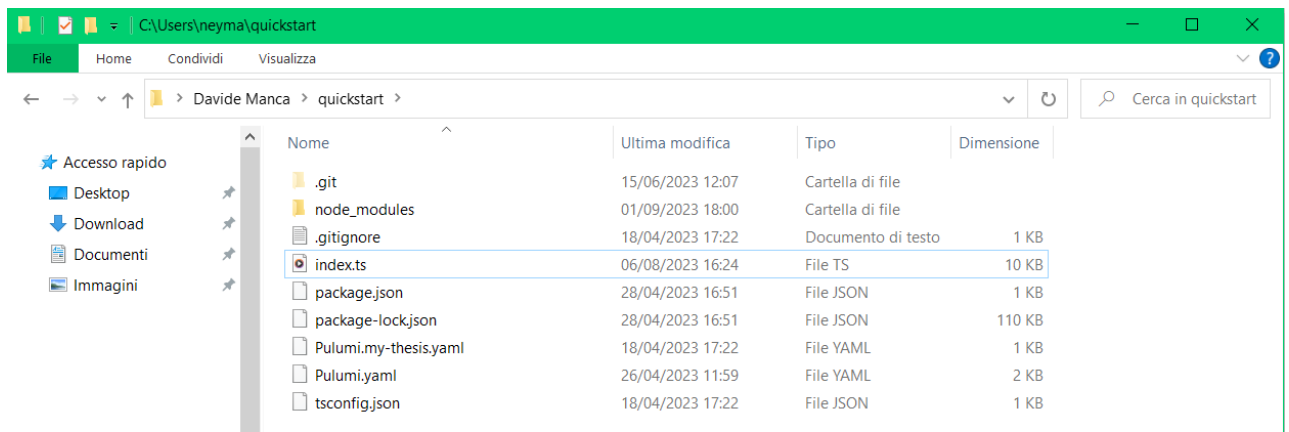 C:\Users\neyma\quickstart
File Home Condividi Visualizza
Davide Manca quickstart Cerca in quickstart
Nome Ultima modifica Tipo Dimensione
Accesso rapido
Desktop
Download
Documenti
Immagini
.git 15/06/2023 12:07 Cartella di file
node_modules 01/09/2023 18:00 Cartella di file
.gitignore 18/04/2023 17:22 Documento di testo 1 KB
index.ts 06/08/2023 16:24 File TS 10 KB
package.json 28/04/2023 16:51 File JSON 1 KB
package-lock.json 28/04/2023 16:51 File JSON 110 KB
Pulumi.my-thesis.yaml 18/04/2023 17:22 File YAML 1 KB
Pulumi.yaml 26/04/2023 11:59 File YAML 2 KB
tsconfig.json 18/04/2023 17:22 File JSON 1 KB